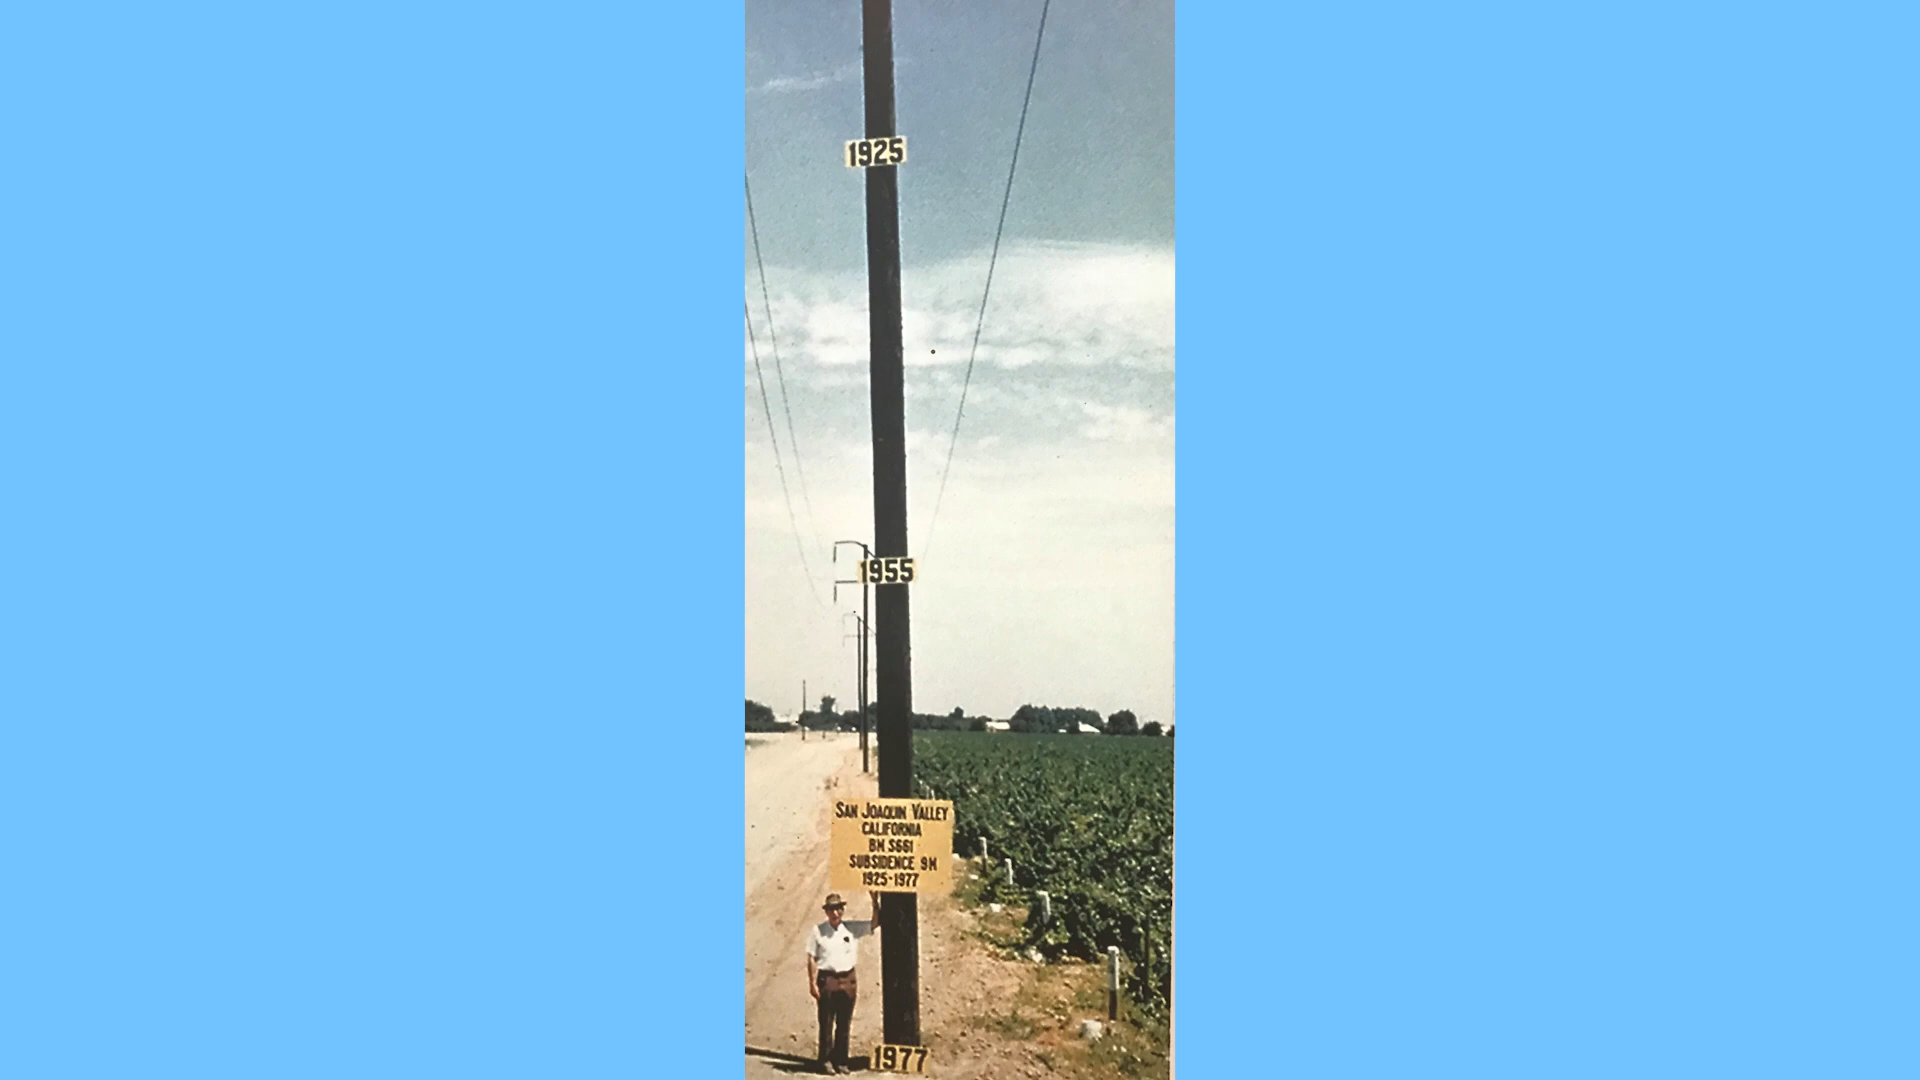 1925
1955
SAN JOAQUIN VALLEY
CALIFORNIA
BM S661
SUBSIDENCE 9M
1925-1977
1977